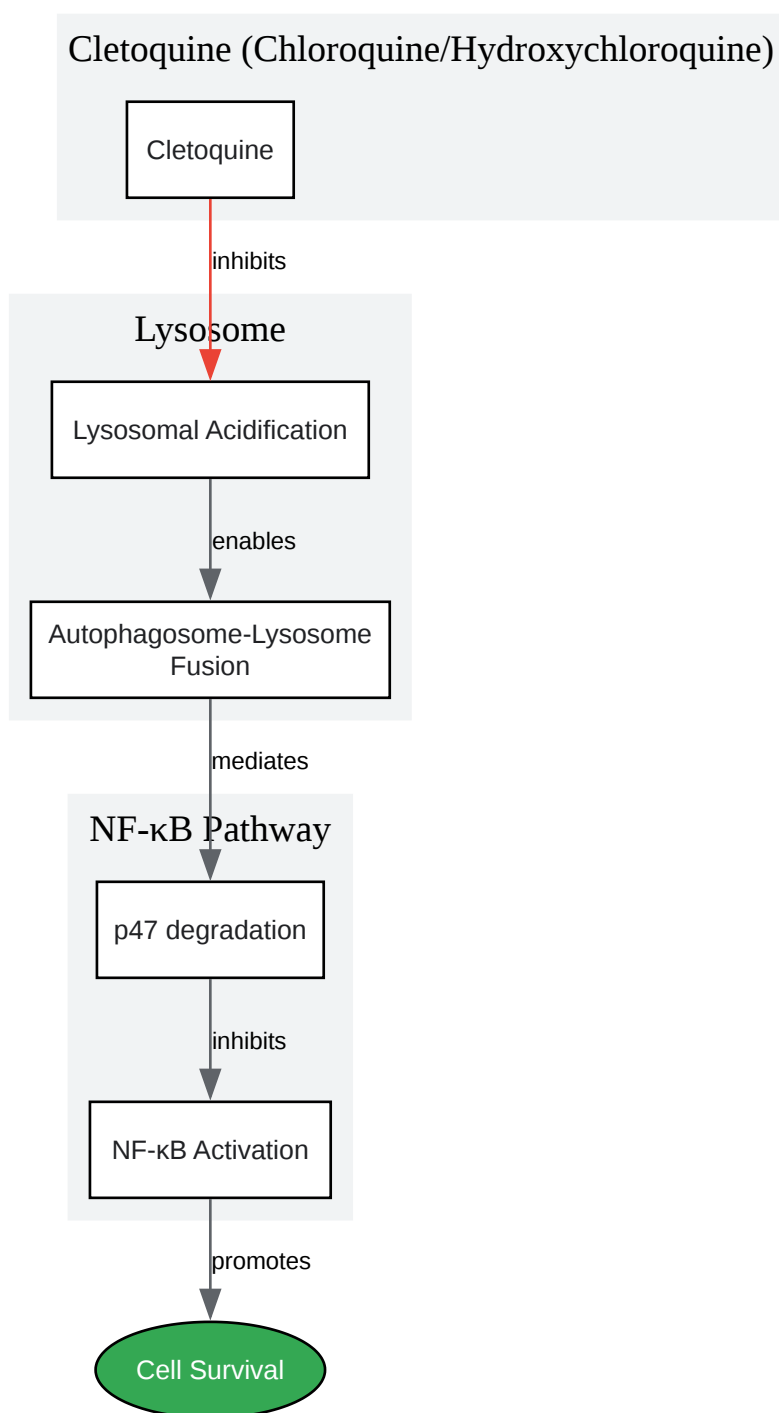 Cletoquine (Chloroquine/Hydroxychloroquine)
Cletoquine
inhibits
Lysosome
Lysosomal Acidification
enables
Autophagosome-Lysosome
Fusion
mediates
NF-κB Pathway
p47 degradation
inhibits
NF-κB Activation
promotes
Cell Survival